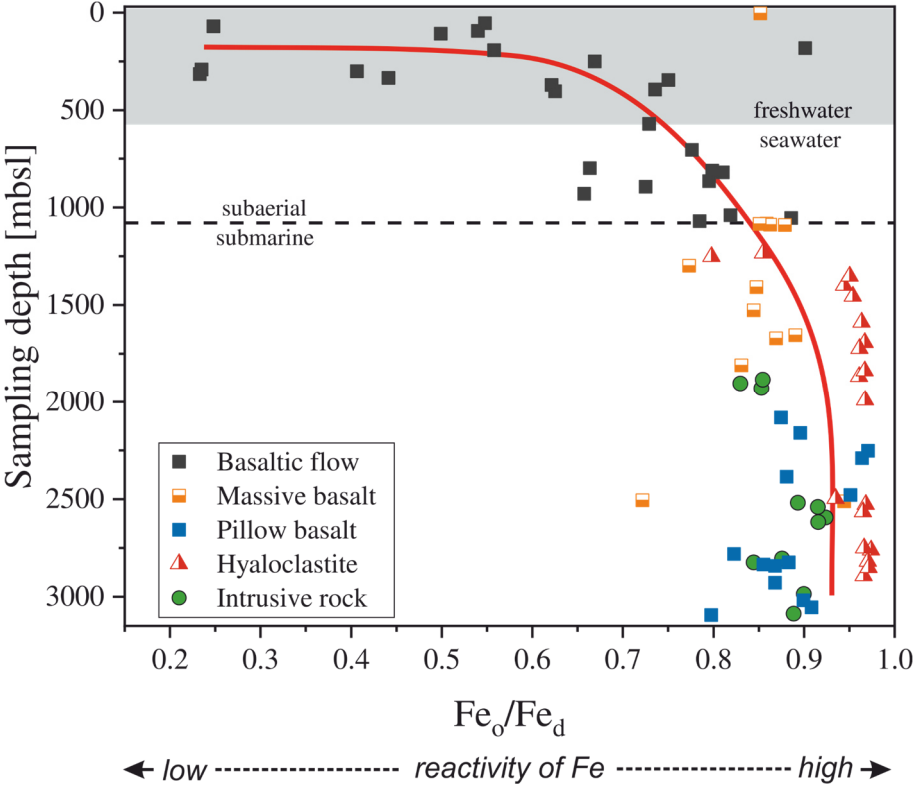 0
500
1000
1500
2000
2500
3000
Sampling depth [mbsl]
freshwater
seawater
subaerial
submarine
Basaltic flow
Massive basalt
Pillow basalt
Hyaloclastite
Intrusive rock
0.2 0.3 0.4 0.5 0.6 0.7 0.8 0.9 1.0
Feo/Fed
low reactivity of Fe high